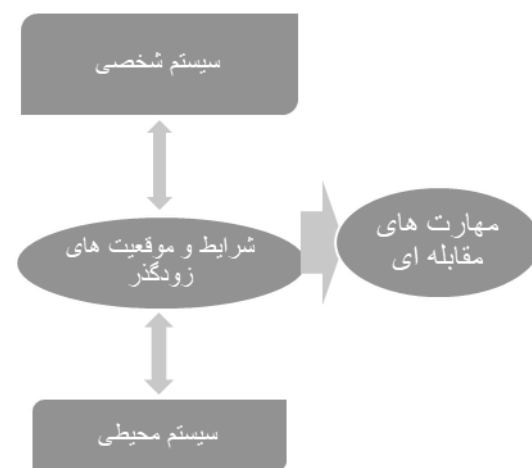 سیستم شخصی
شرایط و موقعیت های
زودگذر
مهارت های
مقابله ای
سیستم محیطی